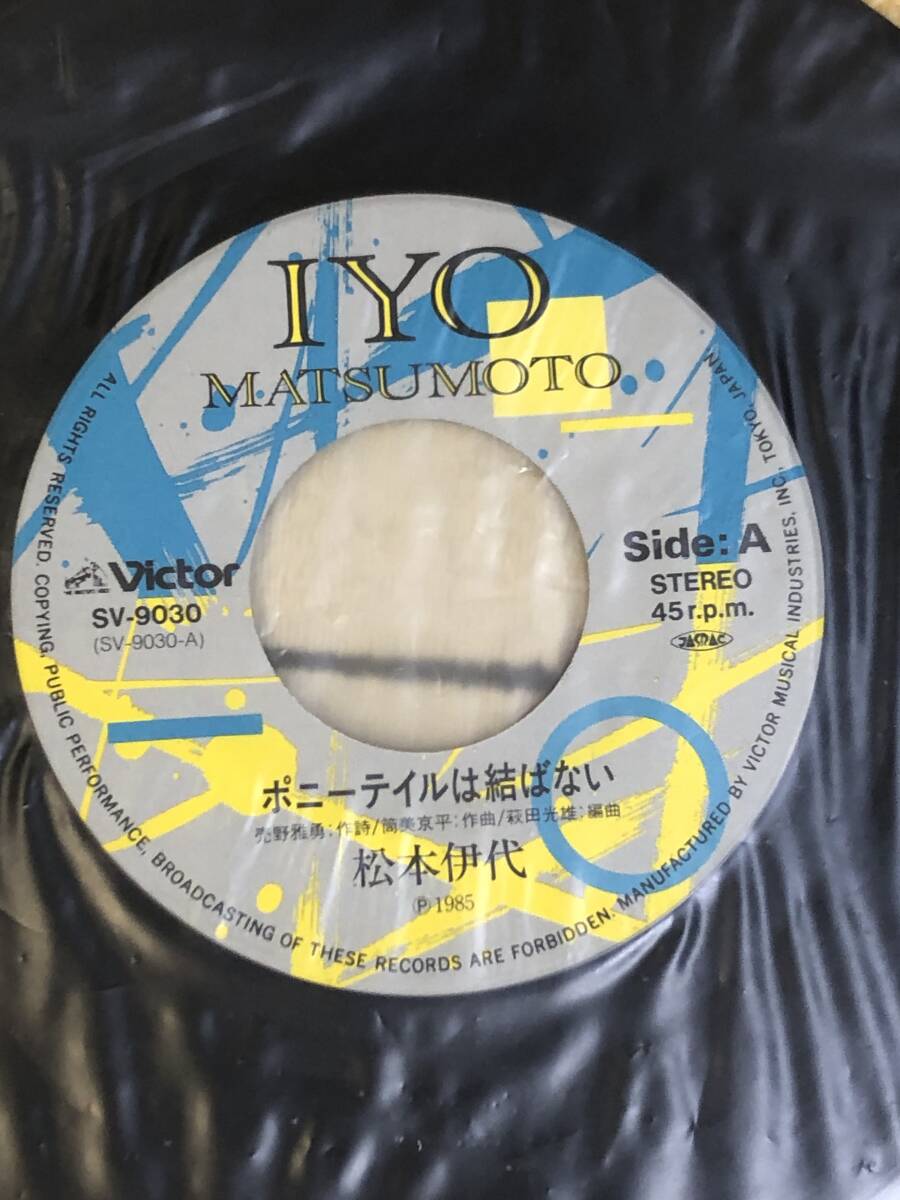 IYO
MATSUMOTO
Victor
SV-9030
(SV-9030-A)
Side: A
STEREO
45 r.p.m.
JASRAC
ポニーテイルは結ばない
売野雅勇:作詩/筒美京平:作曲/萩田光雄:編曲
松本伊代
Ⓟ1985
ALL RIGHTS RESERVED. COPYING, PUBLIC PERFORMANCE, BROADCASTING OF THESE RECORDS ARE FORBIDDEN. MANUFACTURED BY VICTOR MUSICAL INDUSTRIES, INC. TOKYO, JAPAN